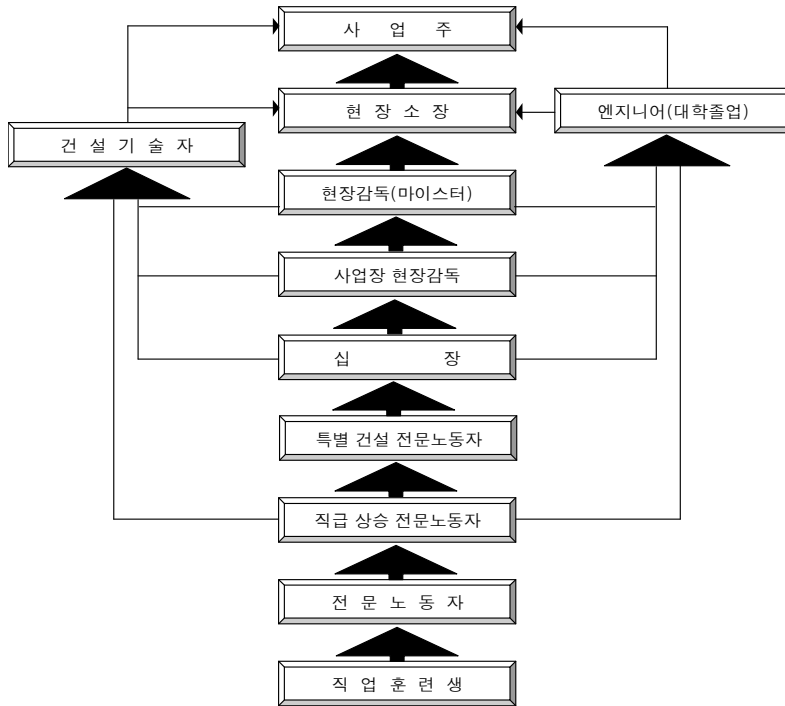 사 업 주
현 장 소 장
엔지니어(대학졸업)
건 설 기 술 자
현장감독(마이스터)
사업장 현장감독
십 장
특별 건설 전문노동자
직급 상승 전문노동자
전 문 노 동 자
직 업 훈 련 생